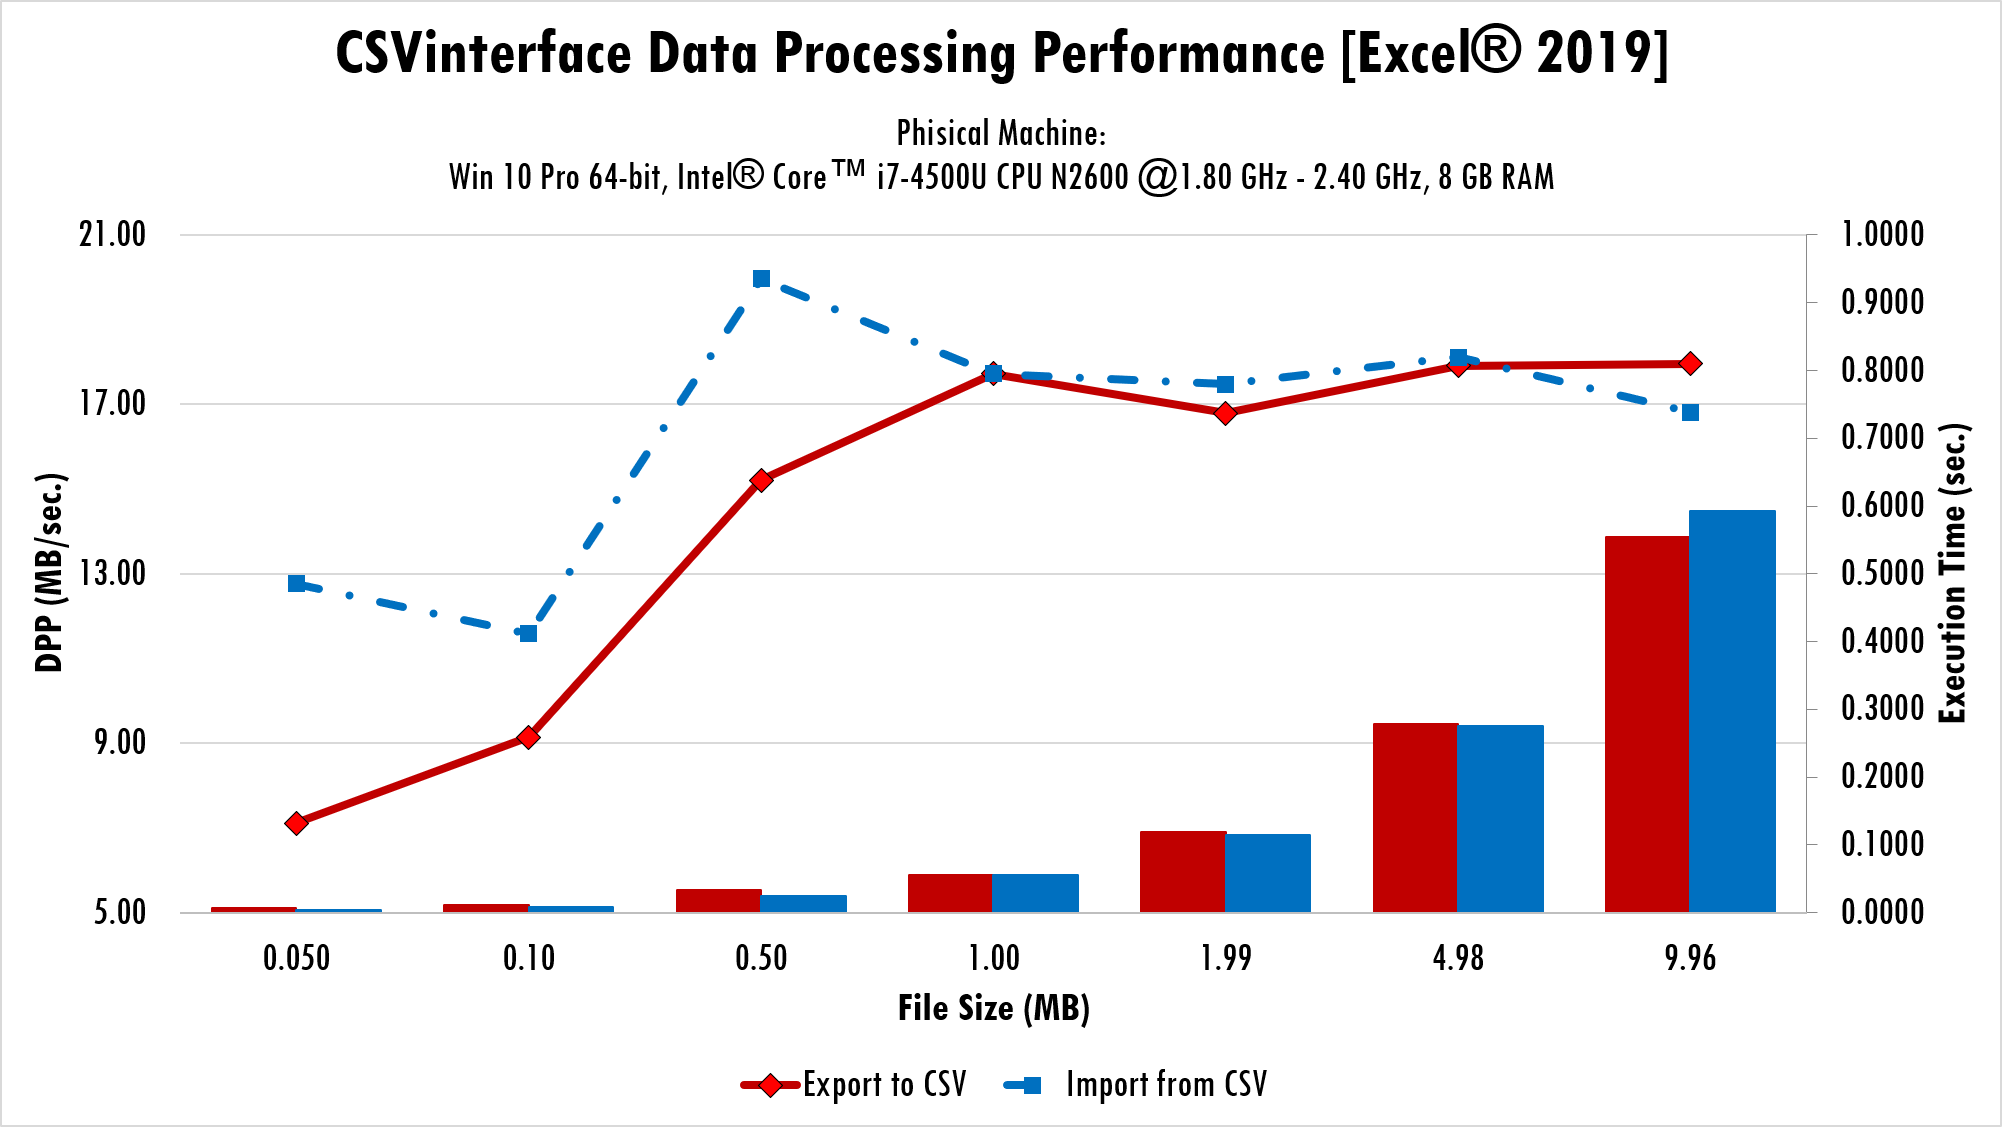 CSVinterface Data Processing Performance [Excel® 2019]
Phisical Machine:
Win 10 Pro 64-bit, Intel® Core™ i7-4500U CPU N2600 @1.80 GHz - 2.40 GHz, 8 GB RAM
21.00
17.00
13.00
9.00
5.00
DPP (MB/sec.)
1.0000
0.9000
0.8000
0.7000
0.6000
0.5000
0.4000
0.3000
0.2000
0.1000
0.0000
Execution Time (sec.)
0.050 0.10 0.50 1.00 1.99 4.98 9.96
File Size (MB)
Export to CSV Import from CSV